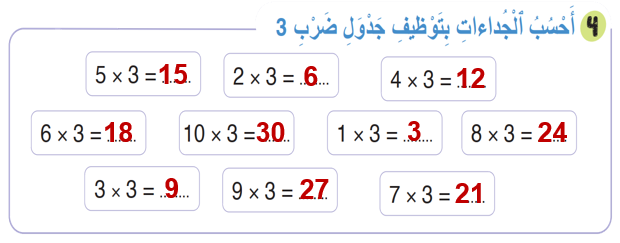 4 أَحْسُبُ ٱلْجُداءاتِ بِتَوْظيفِ جَدْوَلِ ضَرْبِ 3
5 × 3 = 15 2 × 3 = 6 4 × 3 = 12
6 × 3 = 18 10 × 3 = 30 1 × 3 = 3 8 × 3 = 24
3 × 3 = 9 9 × 3 = 27 7 × 3 = 21